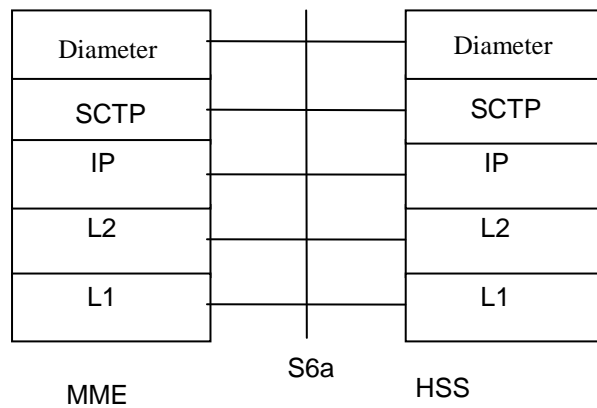 Diameter Diameter
SCTP SCTP
IP IP
L2 L2
L1 L1
S6a
MME HSS